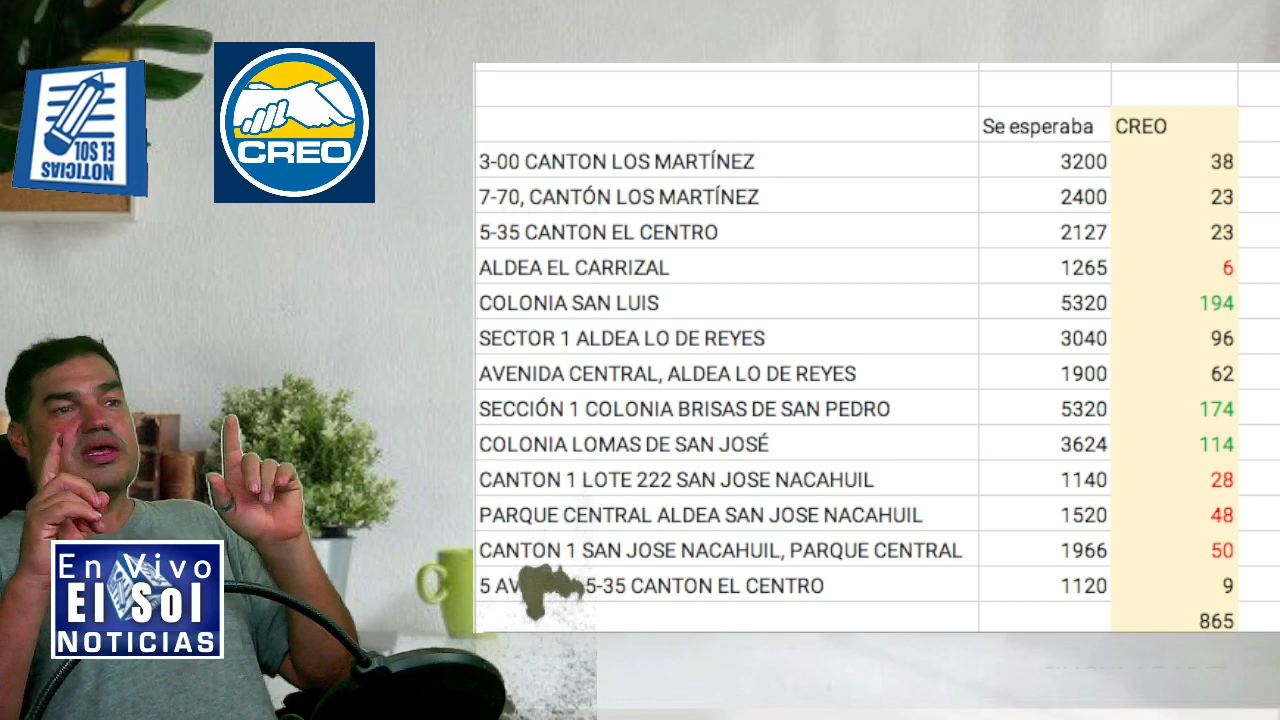 NOTICIAS
EL SOL
CREO
Se esperaba CREO
3-00 CANTON LOS MARTÍNEZ 3200 38
7-70, CANTÓN LOS MARTÍNEZ 2400 23
5-35 CANTON EL CENTRO 2127 23
ALDEA EL CARRIZAL 1265 6
COLONIA SAN LUIS 5320 194
SECTOR 1 ALDEA LO DE REYES 3040 96
AVENIDA CENTRAL, ALDEA LO DE REYES 1900 62
SECCIÓN 1 COLONIA BRISAS DE SAN PEDRO 5320 174
COLONIA LOMAS DE SAN JOSÉ 3624 114
CANTON 1 LOTE 222 SAN JOSE NACAHUIL 1140 28
PARQUE CENTRAL ALDEA SAN JOSE NACAHUIL 1520 48
CANTON 1 SAN JOSE NACAHUIL, PARQUE CENTRAL 1966 50
5 5-35 CANTON EL CENTRO 1120 9
865
En Vivo
El Sol
NOTICIAS